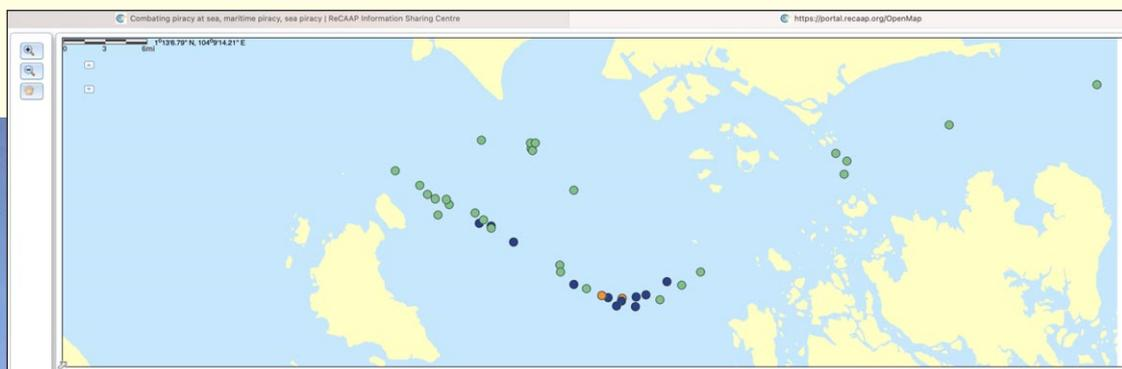 Combating piracy at sea, maritime piracy, sea piracy | ReCAAP Information Sharing Centre
https://portal.recaap.org/OpenMap
1°13'6.79" N, 104°9'14.21" E
0 3 6mi